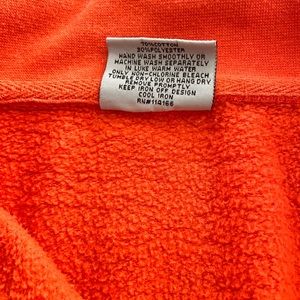 70%COTTON
30%POLYESTER
HAND WASH SMOOTHLY OR
MACHINE WASH SEPARATELY
IN LUKE WARM WATER
ONLY NON-CHLORINE BLEACH
TUMBLE DRY LOW OR HANG DRY
REMOVE PROMPTLY
KEEP IRON OFF DESIGN
COOL IRON
RN#114166